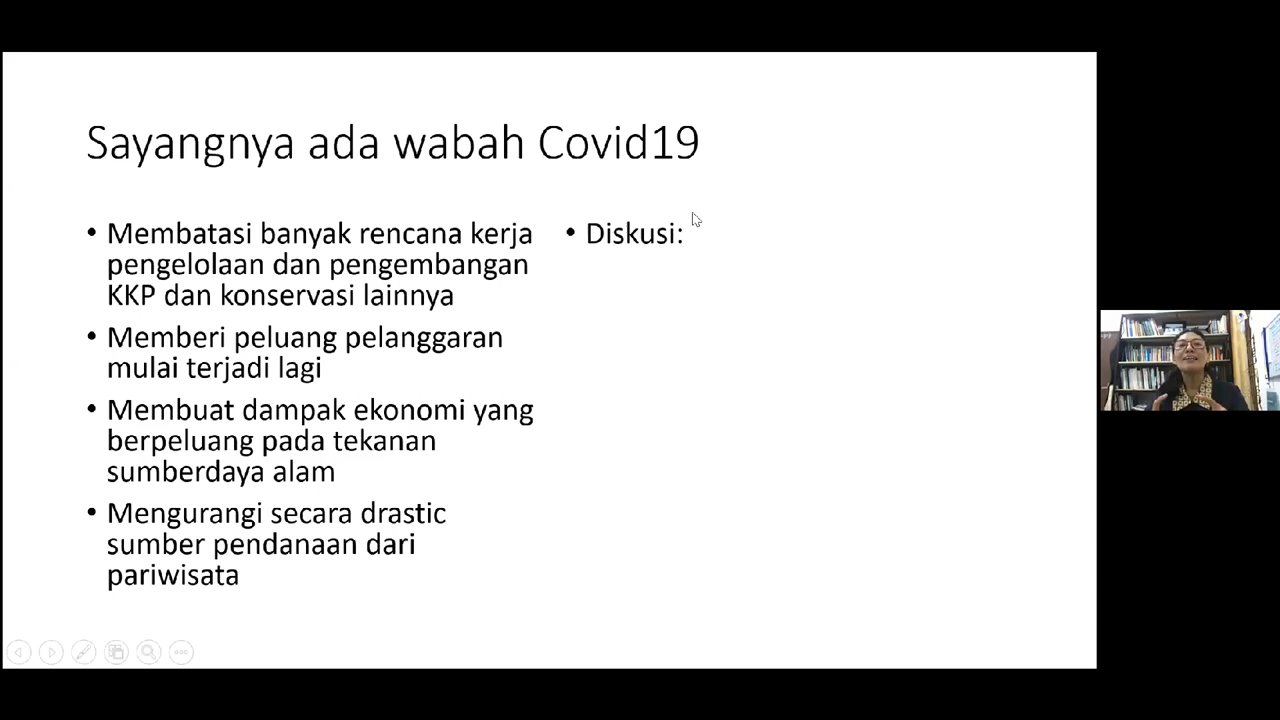 Sayangnya ada wabah Covid19
• Membatasi banyak rencana kerja
pengelolaan dan pengembangan
KKP dan konservasi lainnya
• Memberi peluang pelanggaran
mulai terjadi lagi
• Membuat dampak ekonomi yang
berpeluang pada tekanan
sumberdaya alam
• Mengurangi secara drastic
sumber pendanaan dari
pariwisata
• Diskusi: